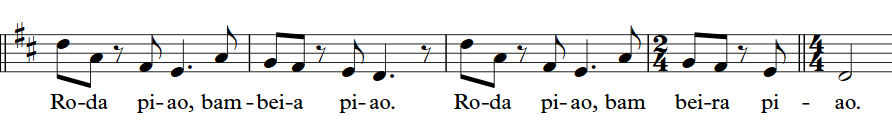 Ro-da pi-ao, bam-bei-a pi-ao. Ro-da pi-ao, bam bei-ra pi - ao.